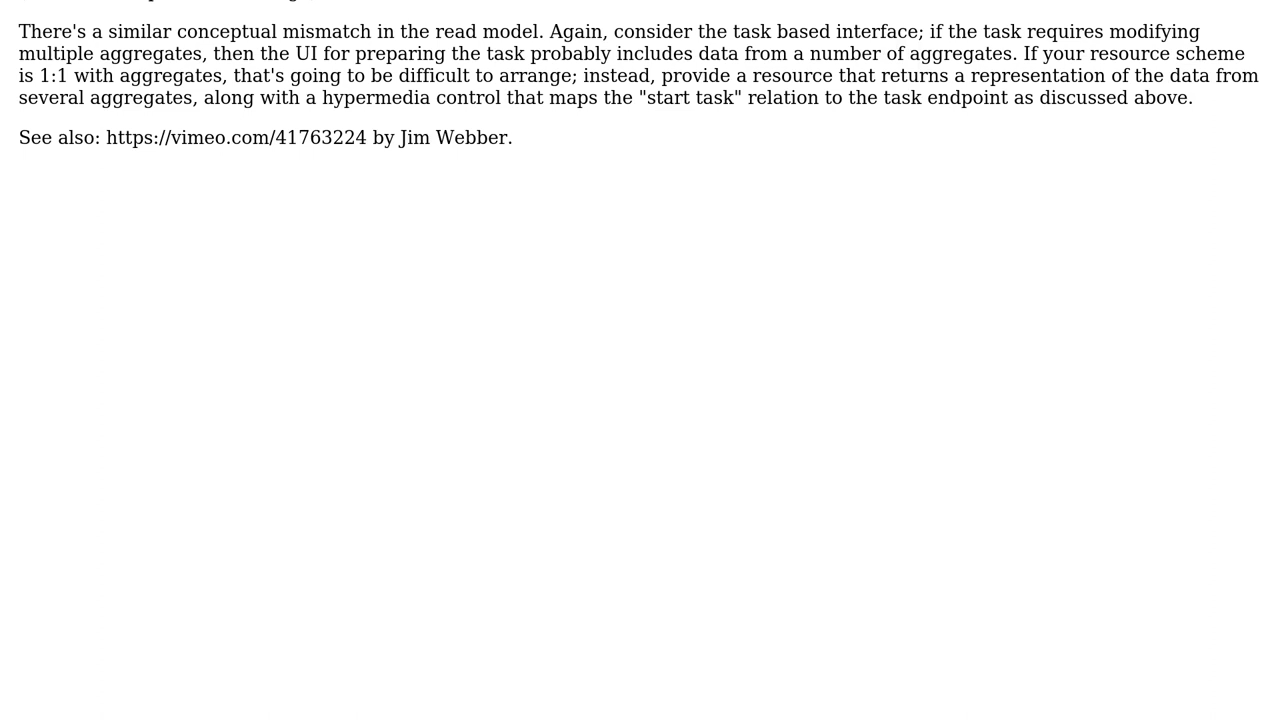 There's a similar conceptual mismatch in the read model. Again, consider the task based interface; if the task requires modifying
multiple aggregates, then the UI for preparing the task probably includes data from a number of aggregates. If your resource scheme
is 1:1 with aggregates, that's going to be difficult to arrange; instead, provide a resource that returns a representation of the data from
several aggregates, along with a hypermedia control that maps the "start task" relation to the task endpoint as discussed above.
See also: https://vimeo.com/41763224 by Jim Webber.